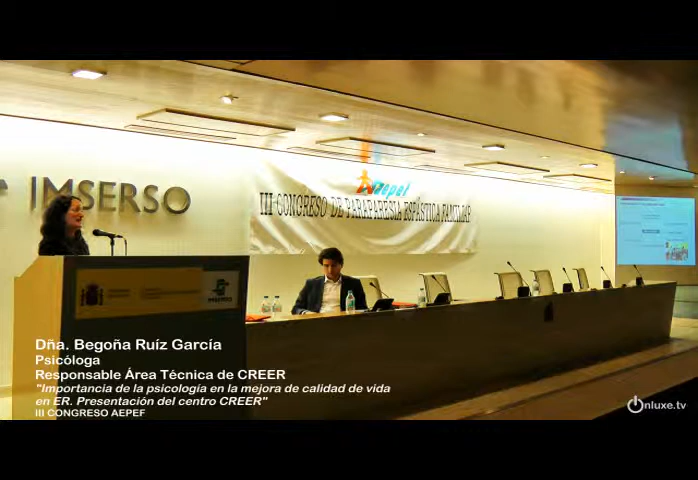 IMSERSO
Aepef
III CONGRESO DE PARAPARESIA ESPÁSTICA FAMILIAR
IMSERSO
Dña. Begoña Ruíz García
Psicóloga
Responsable Área Técnica de CREER
"Importancia de la psicología en la mejora de calidad de vida
en ER. Presentación del centro CREER"
III CONGRESO AEPEF
nluxe.tv